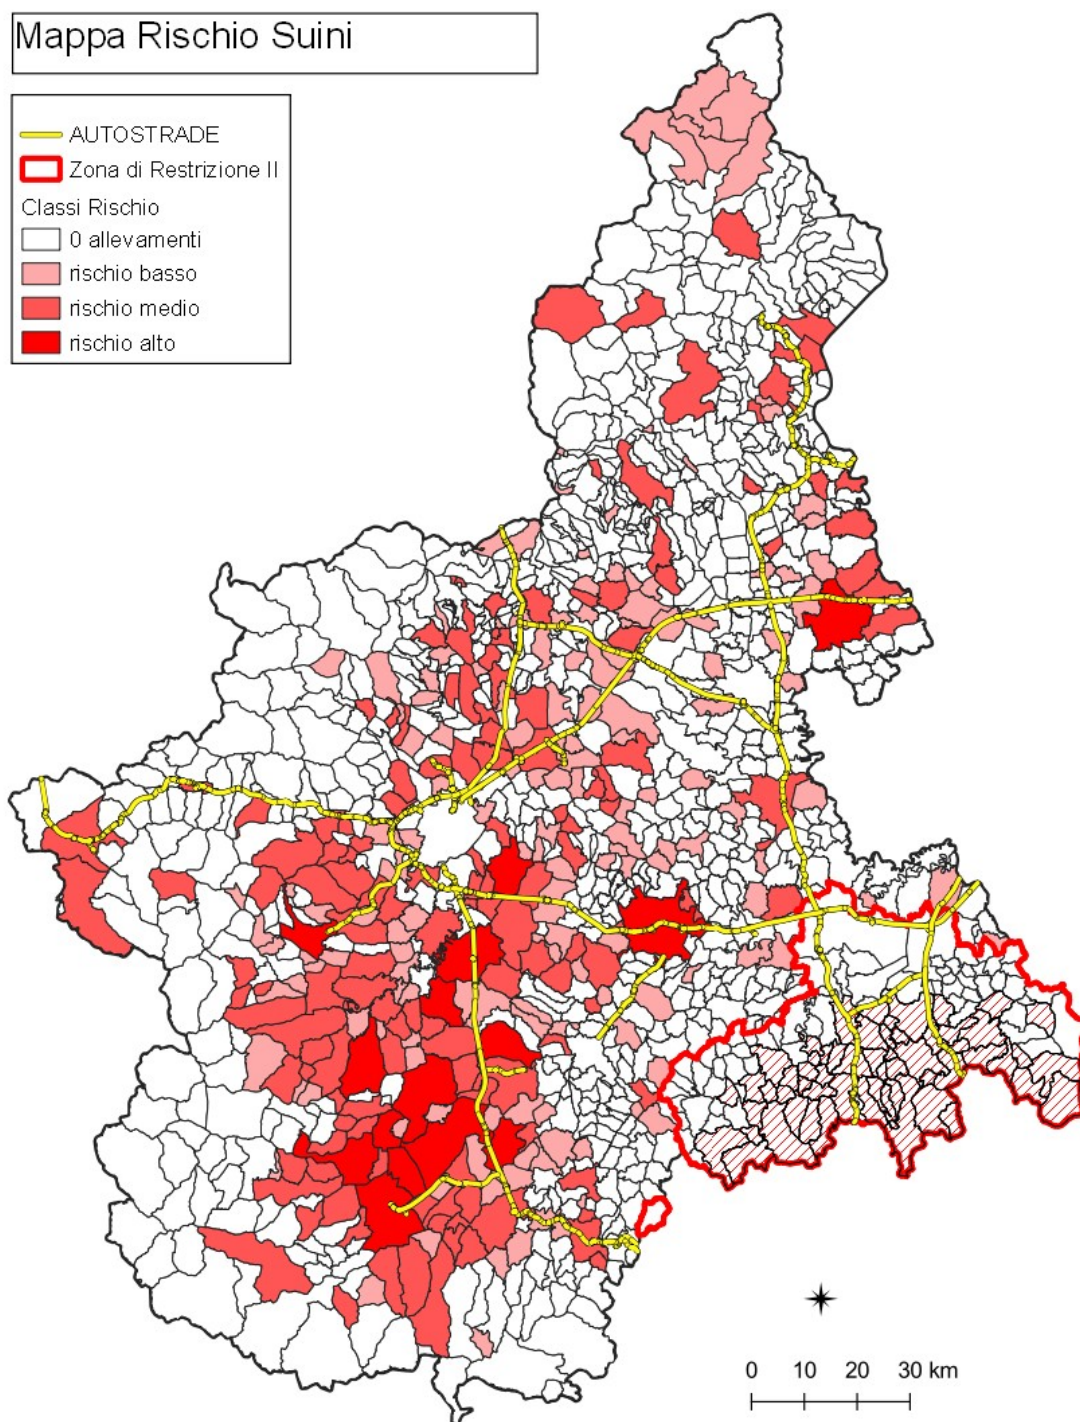 Mappa Rischio Suini
AUTOSTRADE
Zona di Restrizione II
Classi Rischio
0 allevamenti
rischio basso
rischio medio
rischio alto
0 10 20 30 km